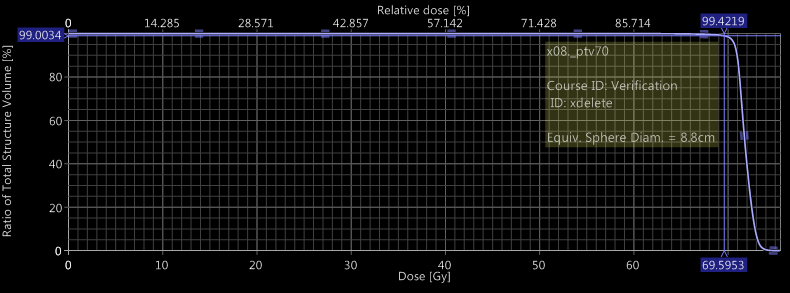 Relative dose [%]
0 14.285 28.571 42.857 57.142 71.428 85.714 99.4219
99.0034
x08._ptv70
80
Course ID: Verification
ID: xdelete
60
Equiv. Sphere Diam. = 8.8cm
40
20
0
Ratio of Total Structure Volume [%]
0 10 20 30 40 50 60 69.5953
Dose [Gy]